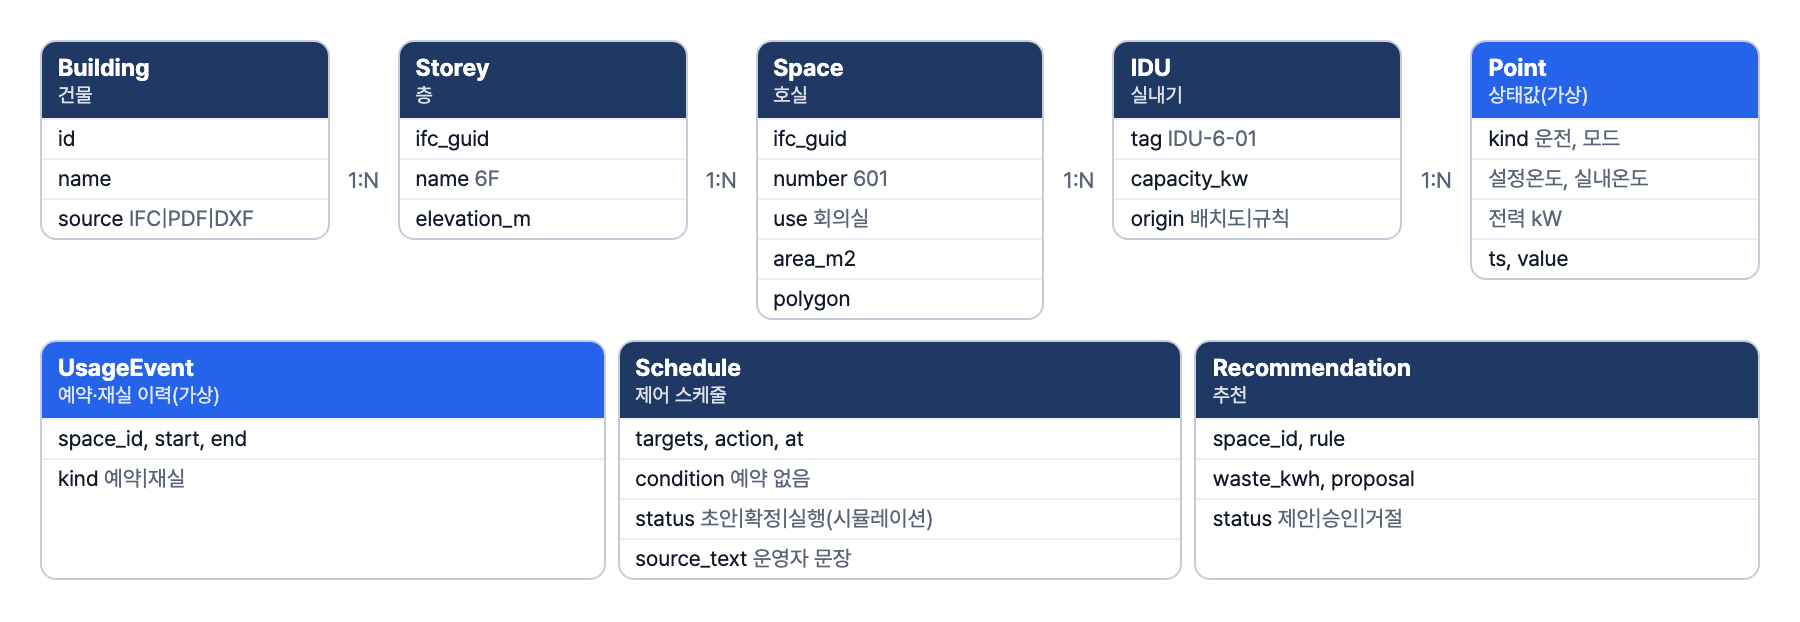 Building
건물
id
name
source IFC|PDF|DXF
1:N
Storey
층
ifc_guid
name 6F
elevation_m
1:N
Space
호실
ifc_guid
number 601
use 회의실
area_m2
polygon
1:N
IDU
실내기
tag IDU-6-01
capacity_kw
origin 배치도|규칙
1:N
Point
상태값(가상)
kind 운전, 모드
설정온도, 실내온도
전력 kW
ts, value
UsageEvent
예약·재실 이력(가상)
space_id, start, end
kind 예약|재실
Schedule
제어 스케줄
targets, action, at
condition 예약 없음
status 초안|확정|실행(시뮬레이션)
source_text 운영자 문장
Recommendation
추천
space_id, rule
waste_kwh, proposal
status 제안|승인|거절